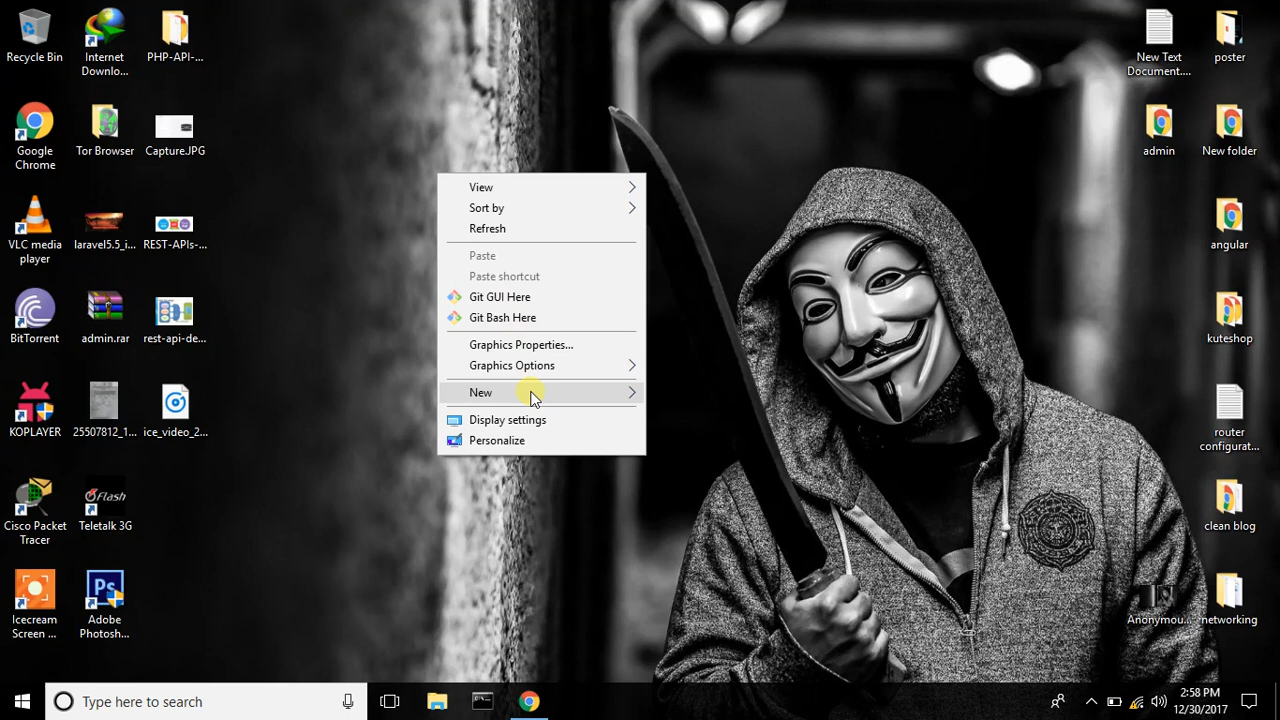 Recycle Bin
Internet
Downlo...
PHP-API-...
Google
Chrome
Tor Browser
Capture.JPG
VLC media
player
laravel5.5_i...
REST-APIs-...
BitTorrent
admin.rar
rest-api-de...
KOPLAYER
25507812_1...
ice_video_2...
Cisco Packet
Tracer
Flash
Teletalk 3G
Icecream
Screen ...
Ps
Adobe
Photosh...
View
Sort by
Refresh
Paste
Paste shortcut
Git GUI Here
Git Bash Here
Graphics Properties...
Graphics Options
New
Display settings
Personalize
New Text
Document....
poster
admin
New folder
angular
kuteshop
router
configurat...
clean blog
Anonymou...
networking
Type here to search
2:58 PM
12/30/2017